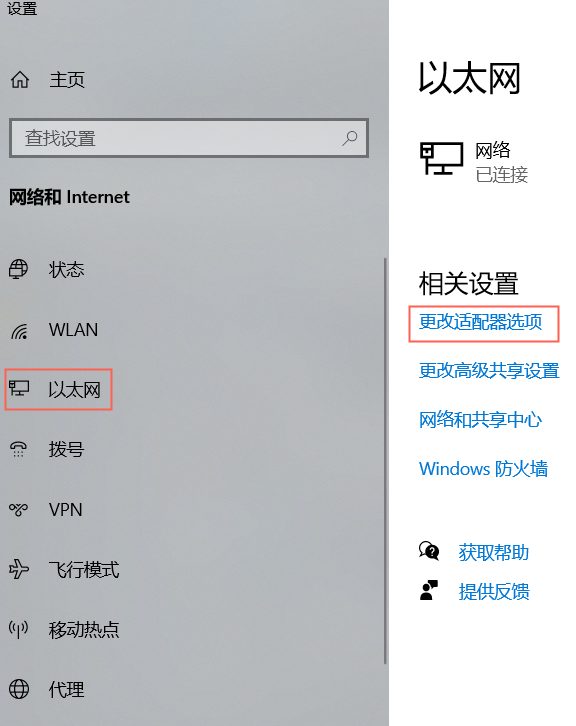 设置
主页
查找设置
网络和 Internet
状态
WLAN
以太网
拨号
VPN
飞行模式
移动热点
代理
以太网
网络
已连接
相关设置
更改适配器选项
更改高级共享设置
网络和共享中心
Windows 防火墙
获取帮助
提供反馈